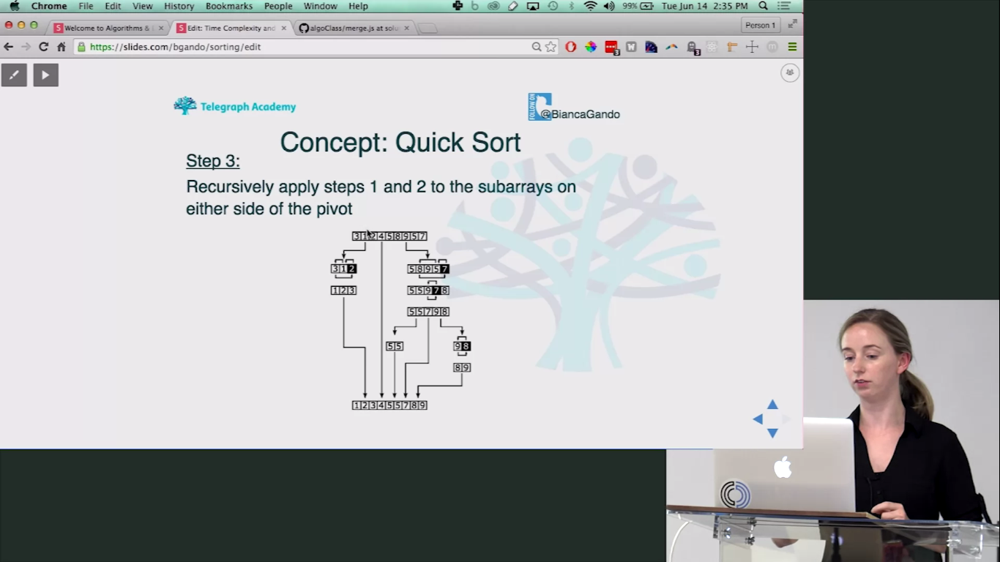 Chrome File Edit View History Bookmarks People Window Help 99% Tue Jun 14 2:35 PM
Welcome to Algorithms & Edit: Time Complexity and algoClass/merge.js at solu Person 1
https://slides.com/bgando/sorting/edit 3 3
Telegraph Academy FOLLOW ON @BiancaGando
Concept: Quick Sort
Step 3:
Recursively apply steps 1 and 2 to the subarrays on
either side of the pivot
3 1 2 4 5 8 9 5 7
3 1 2 5 8 9 5 7
1 2 3 5 5 9 7 8
5 5 7 9 8
5 5 9 8
8 9
1 2 3 4 5 5 7 8 9